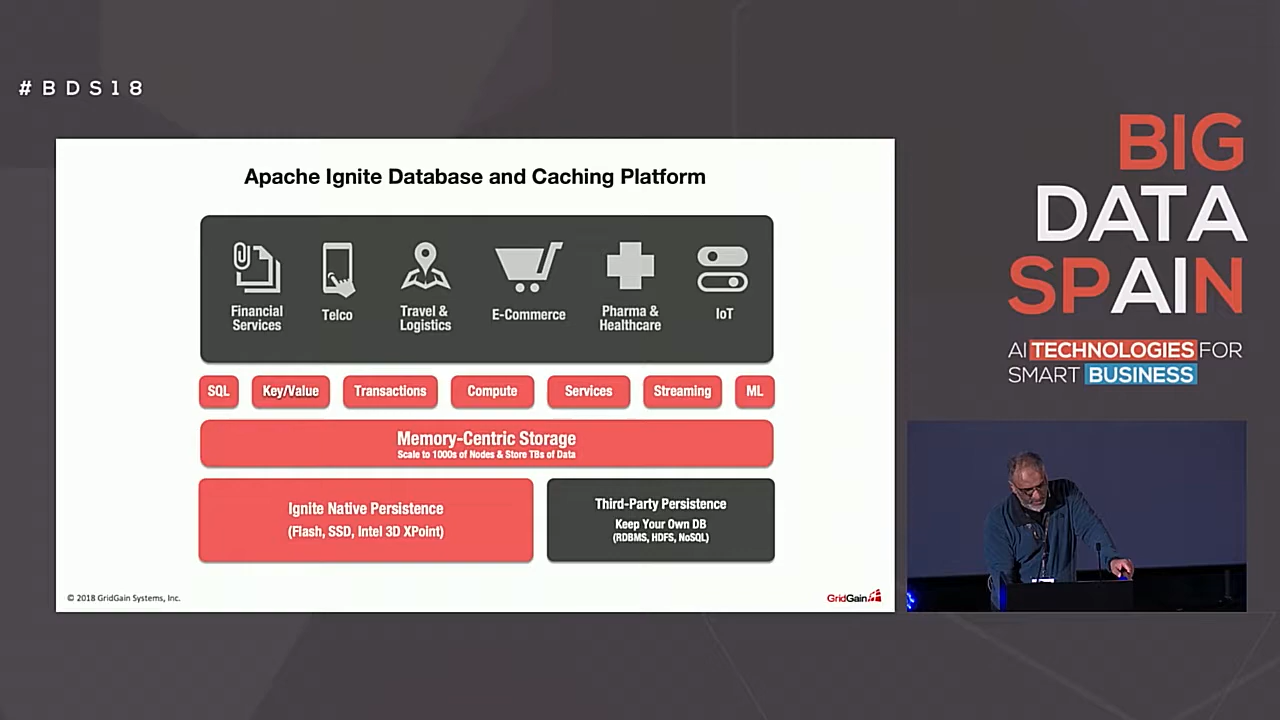 #BDS18
Apache Ignite Database and Caching Platform
Financial
Services
Telco
Travel &
Logistics
E-Commerce
Pharma &
Healthcare
IoT
SQL
Key/Value
Transactions
Compute
Services
Streaming
ML
Memory-Centric Storage
Scale to 1000s of Nodes & Store TBs of Data
Ignite Native Persistence
(Flash, SSD, Intel 3D XPoint)
Third-Party Persistence
Keep Your Own DB
(RDBMS, HDFS, NoSQL)
© 2018 GridGain Systems, Inc.
GridGain
BIG
DATA
SPAIN
AI TECHNOLOGIES FOR
SMART BUSINESS